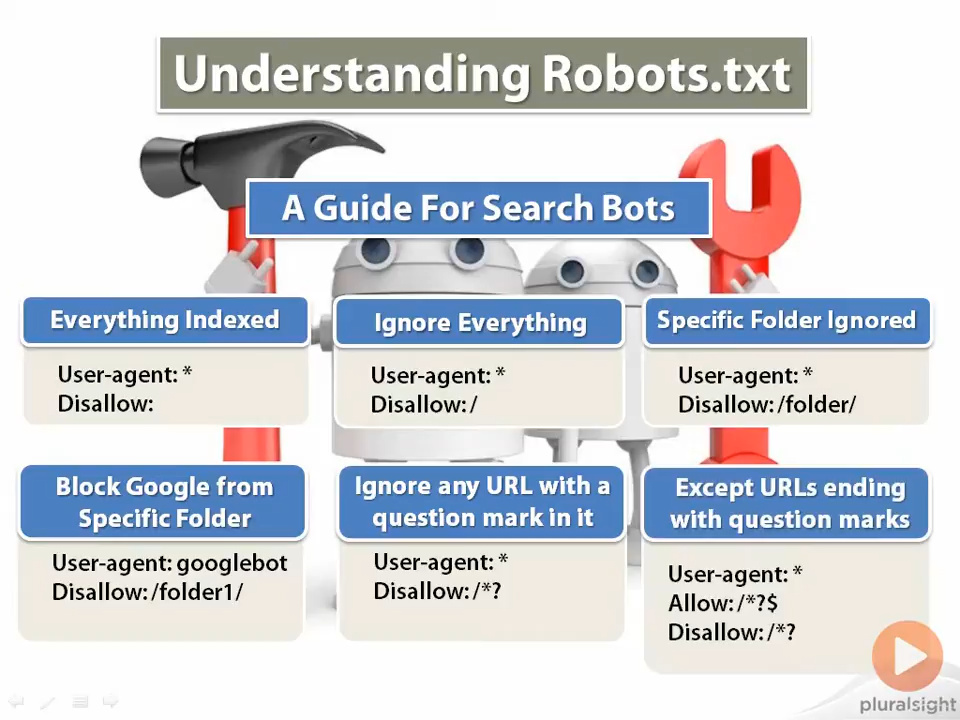 Understanding Robots.txt
A Guide For Search Bots
Everything Indexed
User-agent: *
Disallow:
Ignore Everything
User-agent: *
Disallow: /
Specific Folder Ignored
User-agent: *
Disallow: /folder/
Block Google from
Specific Folder
User-agent: googlebot
Disallow: /folder1/
Ignore any URL with a
question mark in it
User-agent: *
Disallow: /*?
Except URLs ending
with question marks
User-agent: *
Allow: /*?$
Disallow: /*?
pluralsight